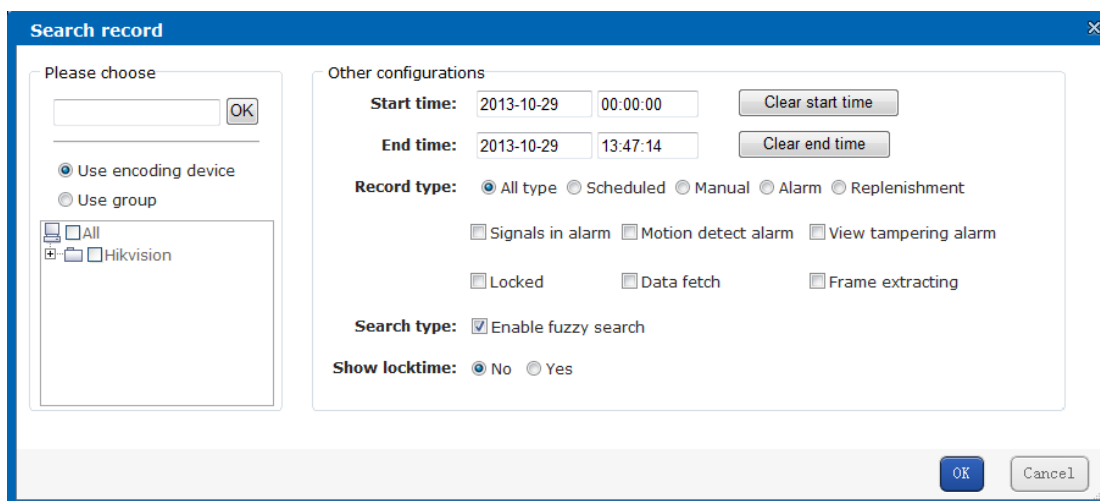 Search record
Please choose
OK
Use encoding device
Use group
All
Hikvision
Other configurations
Start time: 2013-10-29 00:00:00 Clear start time
End time: 2013-10-29 13:47:14 Clear end time
Record type: All type Scheduled Manual Alarm Replenishment
Signals in alarm Motion detect alarm View tampering alarm
Locked Data fetch Frame extracting
Search type: Enable fuzzy search
Show locktime: No Yes
OK Cancel